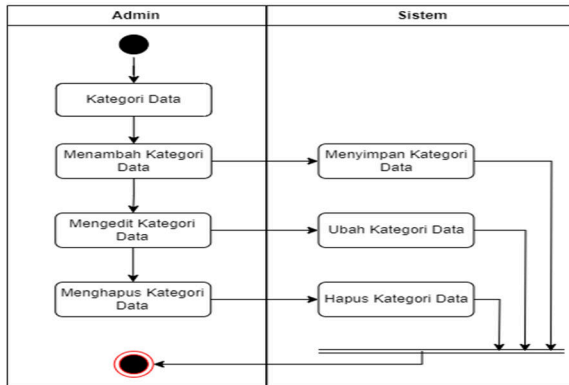 Admin
Sistem
Kategori Data
Menambah Kategori
Data
Menyimpan Kategori
Data
Mengedit Kategori
Data
Ubah Kategori Data
Menghapus Kategori
Data
Hapus Kategori Data